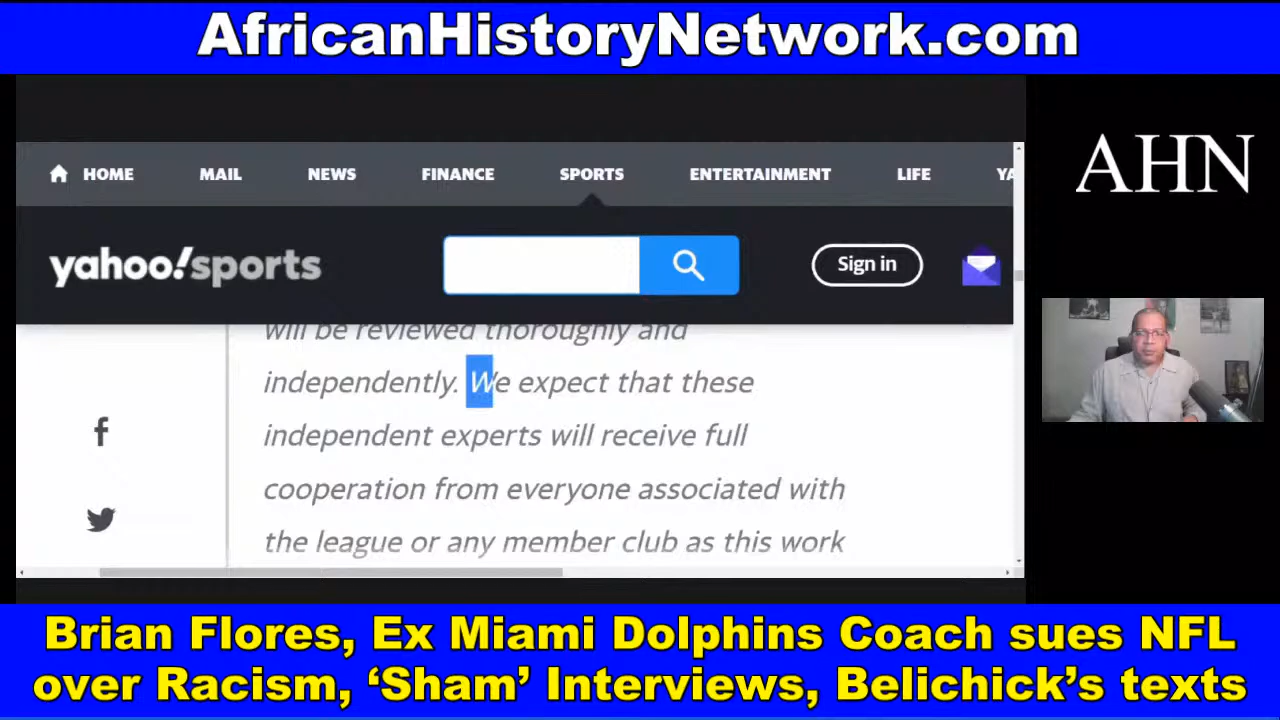 AfricanHistoryNetwork.com
HOME MAIL NEWS FINANCE SPORTS ENTERTAINMENT LIFE YA
AHN
yahoo!sports
Sign in
will be reviewed thoroughly and
independently. We expect that these
independent experts will receive full
cooperation from everyone associated with
the league or any member club as this work
Brian Flores, Ex Miami Dolphins Coach sues NFL
over Racism, ‘Sham’ Interviews, Belichick’s texts